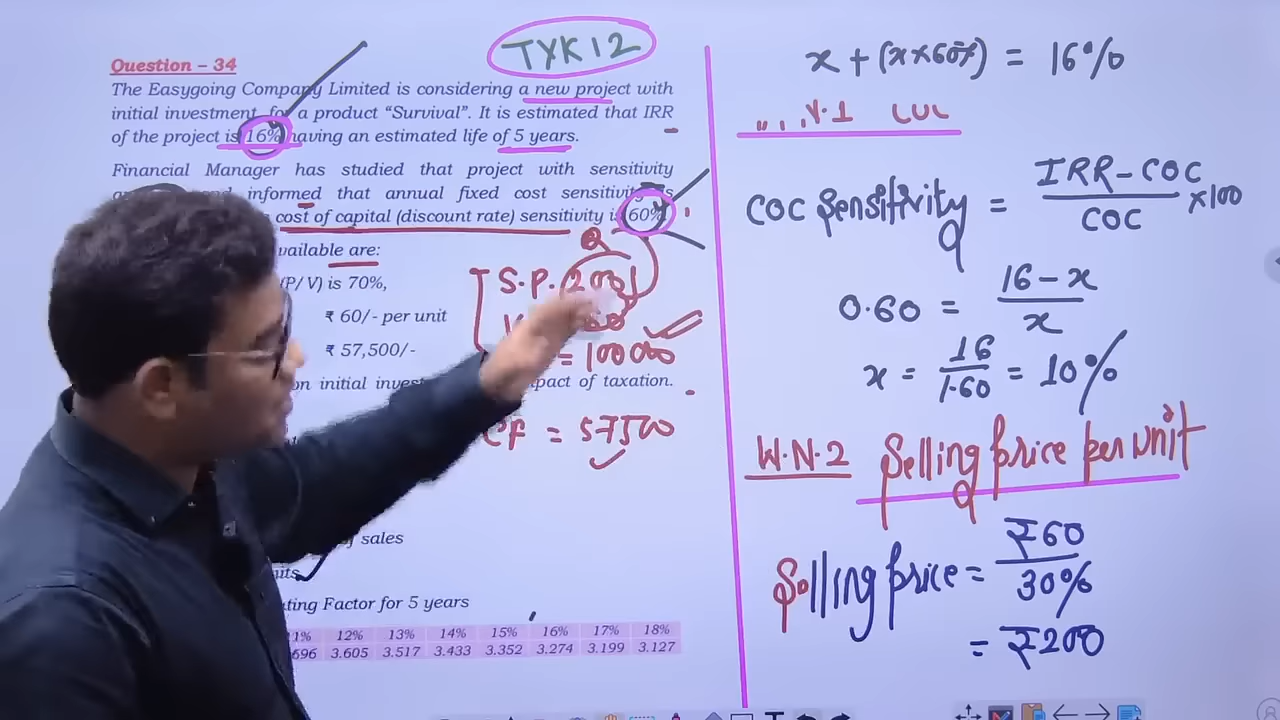 TYK12
Question – 34
The Easygoing Company Limited is considering a new project with
initial investment, for a product “Survival”. It is estimated that IRR
of the project is 16% having an estimated life of 5 years.
Financial Manager has studied that project with sensitivity
informed that annual fixed cost sensitivity is
cost of capital (discount rate) sensitivity is 60%
available are:
(P/V) is 70%,
₹ 60/- per unit
₹ 57,500/-
on initial impact of taxation.
S.P. 200
= 100000
CF = 57500
sales
Factor for 5 years
12% 13% 14% 15% 16% 17% 18%
3.605 3.517 3.433 3.352 3.274 3.199 3.127
x + (x × 60%) = 16%
COC Sensitivity = IRR – COC
COC × 100
0.60 = 16 – x
x
x = 16
1.60 = 10%
W.N.2 Selling price per unit
Selling price = ₹60
30%
= ₹200